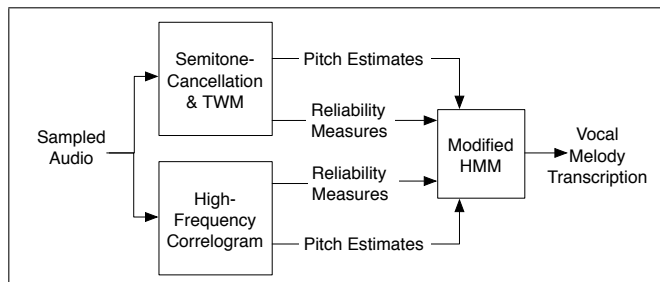 Sampled
Audio
Semitone-
Cancellation
& TWM
Pitch Estimates
Reliability
Measures
High-
Frequency
Correlogram
Reliability
Measures
Pitch Estimates
Modified
HMM
Vocal
Melody
Transcription